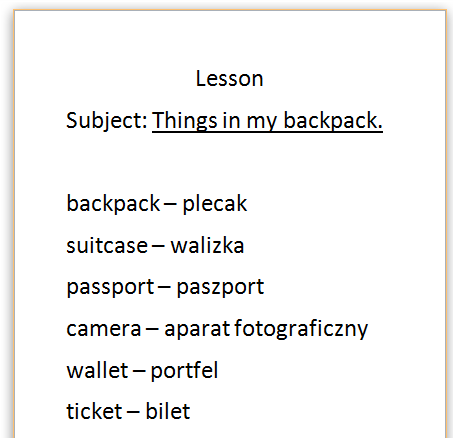 Lesson
Subject: Things in my backpack.
backpack – plecak
suitcase – walizka
passport – paszport
camera – aparat fotograficzny
wallet – portfel
ticket – bilet